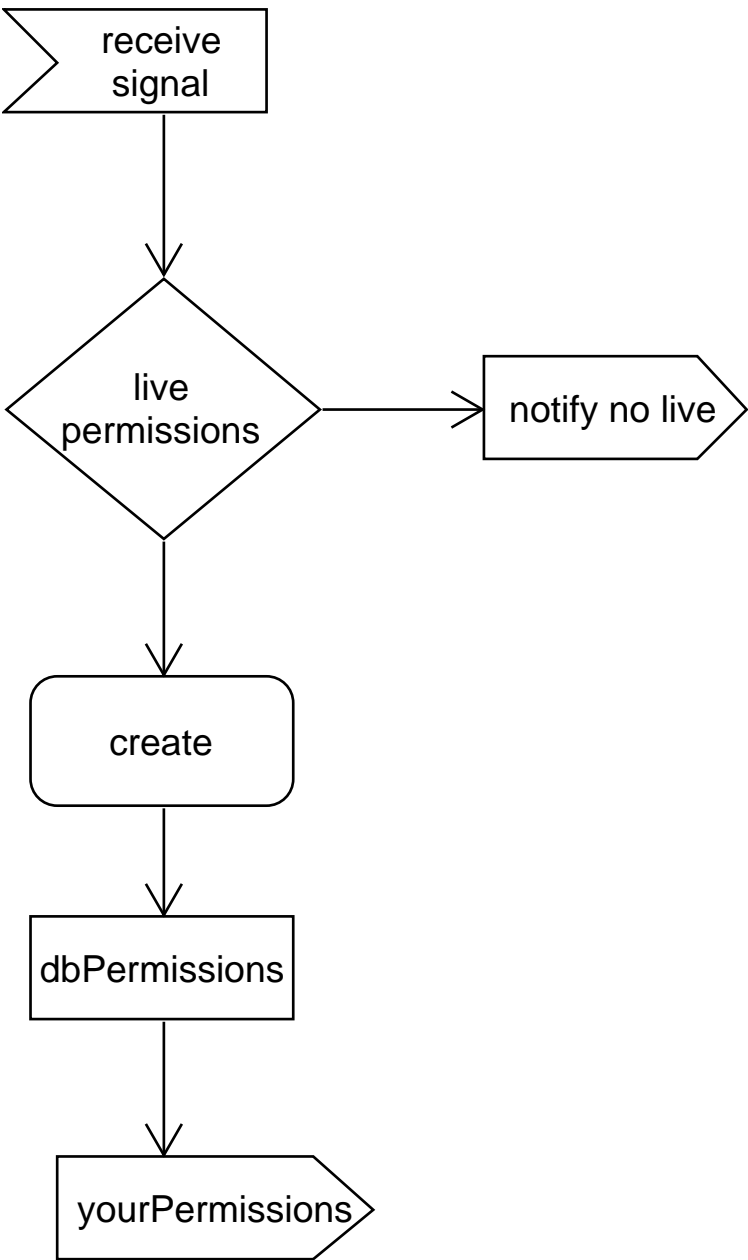 receive
signal
live
permissions
notify no live
create
dbPermissions
yourPermissions